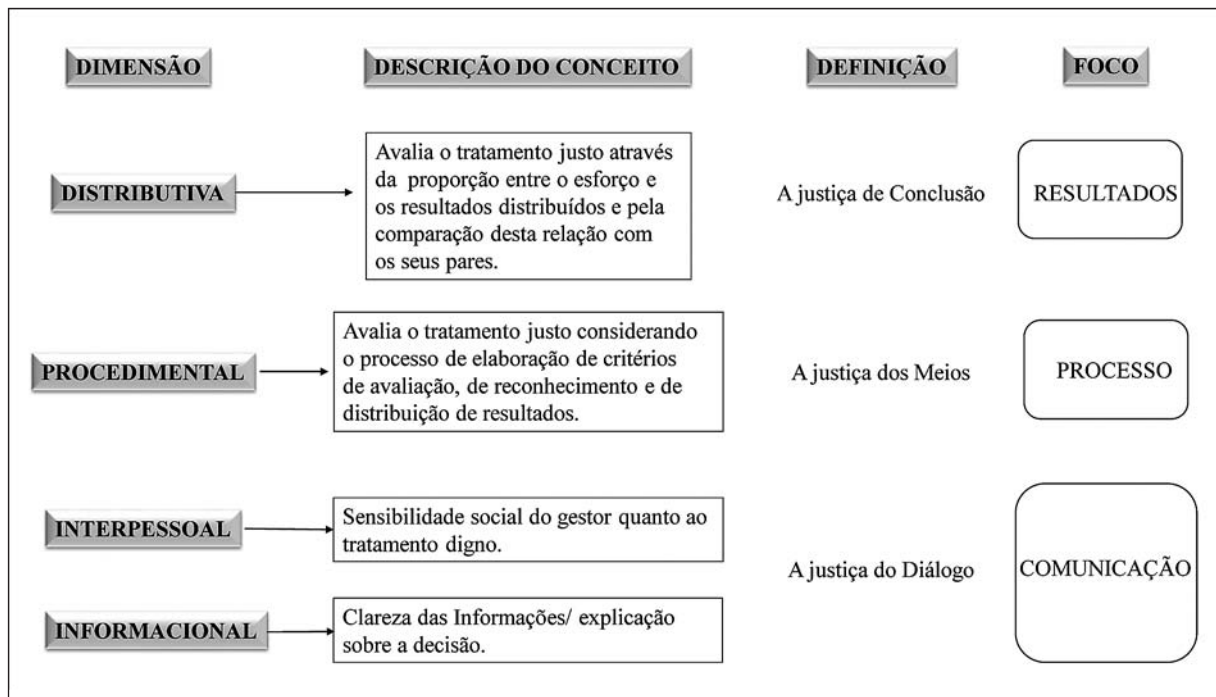 DIMENSÃO
DESCRIÇÃO DO CONCEITO
DEFINIÇÃO
FOCO
DISTRIBUTIVA
Avalia o tratamento justo através
da proporção entre o esforço e
os resultados distribuídos e pela
comparação desta relação com
os seus pares.
A justiça de Conclusão
RESULTADOS
PROCEDIMENTAL
Avalia o tratamento justo considerando
o processo de elaboração de critérios
de avaliação, de reconhecimento e de
distribuição de resultados.
A justiça dos Meios
PROCESSO
INTERPESSOAL
Sensibilidade social do gestor quanto ao
tratamento digno.
A justiça do Diálogo
COMUNICAÇÃO
INFORMACIONAL
Clareza das Informações/ explicação
sobre a decisão.